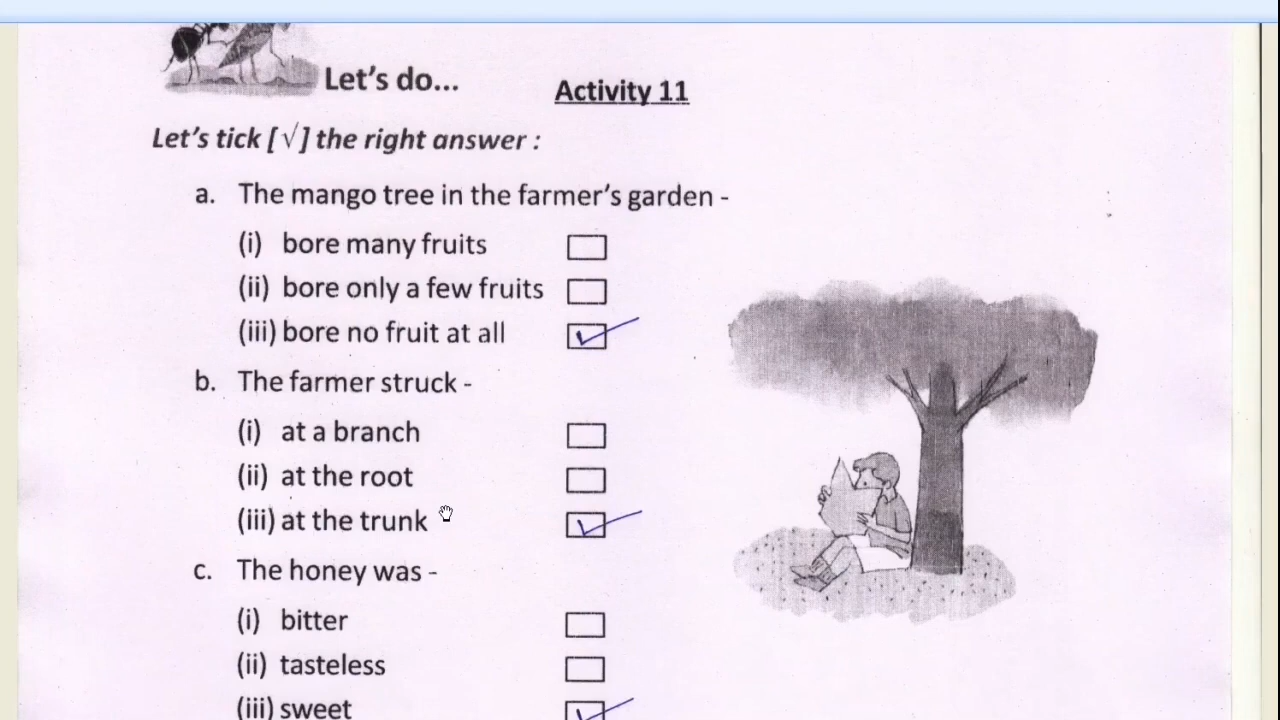 Let's do...
Activity 11
Let's tick [√] the right answer :
a. The mango tree in the farmer's garden -
(i) bore many fruits
(ii) bore only a few fruits
(iii) bore no fruit at all
b. The farmer struck -
(i) at a branch
(ii) at the root
(iii) at the trunk
c. The honey was -
(i) bitter
(ii) tasteless
(iii) sweet